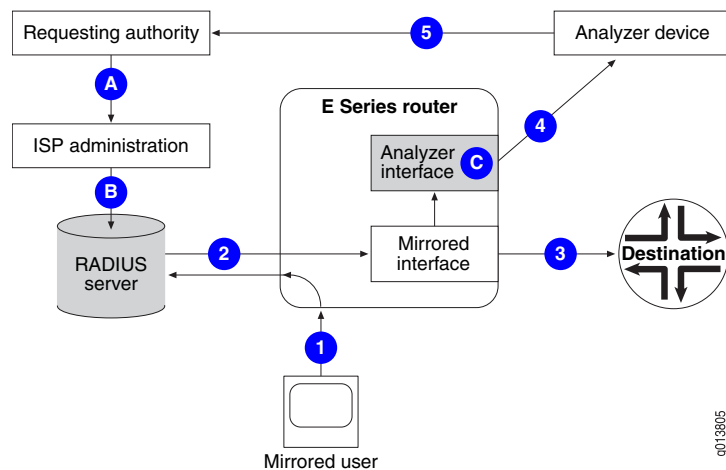 Requesting authority
5
Analyzer device
A
E Series router
4
ISP administration
Analyzer
interface
C
B
RADIUS
server
2
Mirrored
interface
3
Destination
1
Mirrored user
g013805